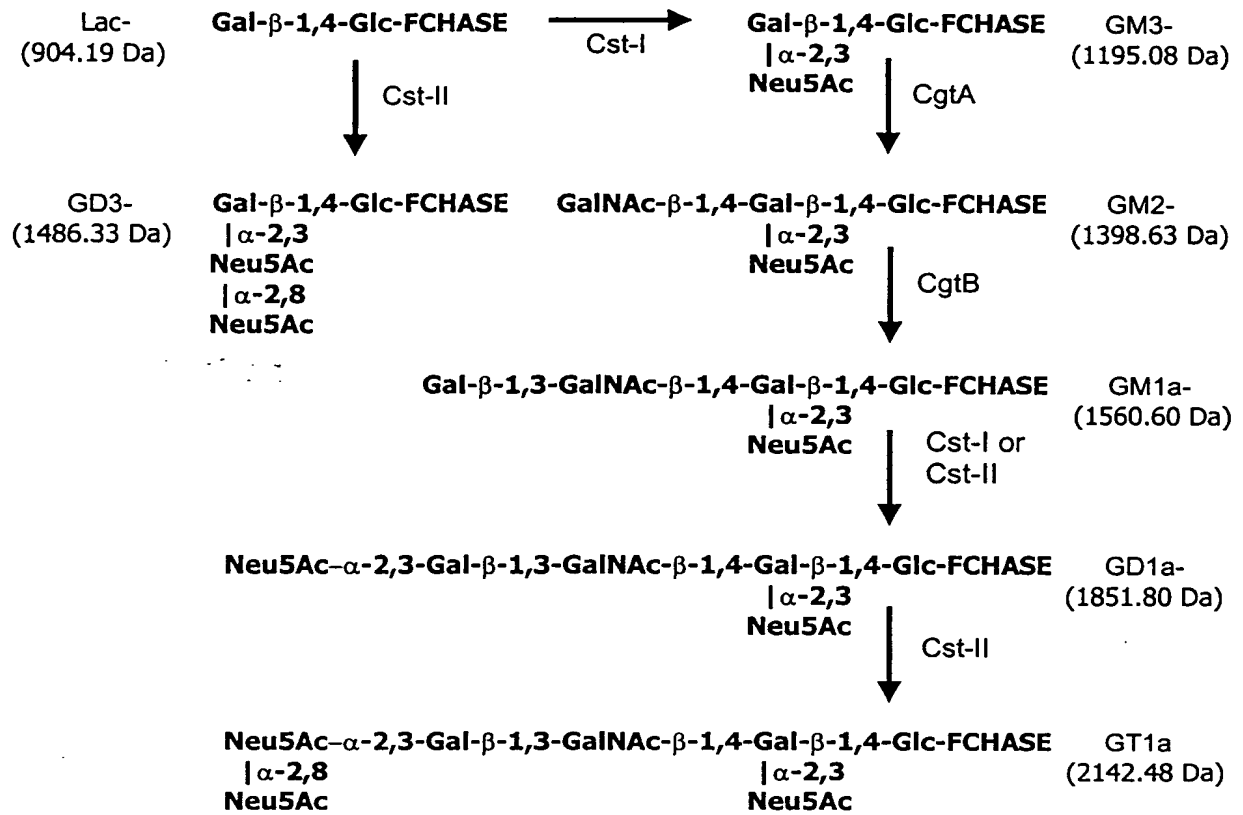 Lac- Gal-β-1,4-Glc-FCHASE Cst-I Gal-β-1,4-Glc-FCHASE GM3-
(904.19 Da) |α-2,3 (1195.08 Da)
Neu5Ac
Cst-II CgtA
GD3- Gal-β-1,4-Glc-FCHASE GalNAc-β-1,4-Gal-β-1,4-Glc-FCHASE GM2-
(1486.33 Da) |α-2,3 |α-2,3 (1398.63 Da)
Neu5Ac Neu5Ac
|α-2,8 CgtB
Neu5Ac
Gal-β-1,3-GalNAc-β-1,4-Gal-β-1,4-Glc-FCHASE GM1a-
|α-2,3 (1560.60 Da)
Neu5Ac Cst-I or
Cst-II
Neu5Ac–α-2,3-Gal-β-1,3-GalNAc-β-1,4-Gal-β-1,4-Glc-FCHASE GD1a-
|α-2,3 (1851.80 Da)
Neu5Ac
Cst-II
Neu5Ac–α-2,3-Gal-β-1,3-GalNAc-β-1,4-Gal-β-1,4-Glc-FCHASE GT1a
|α-2,8 |α-2,3 (2142.48 Da)
Neu5Ac Neu5Ac